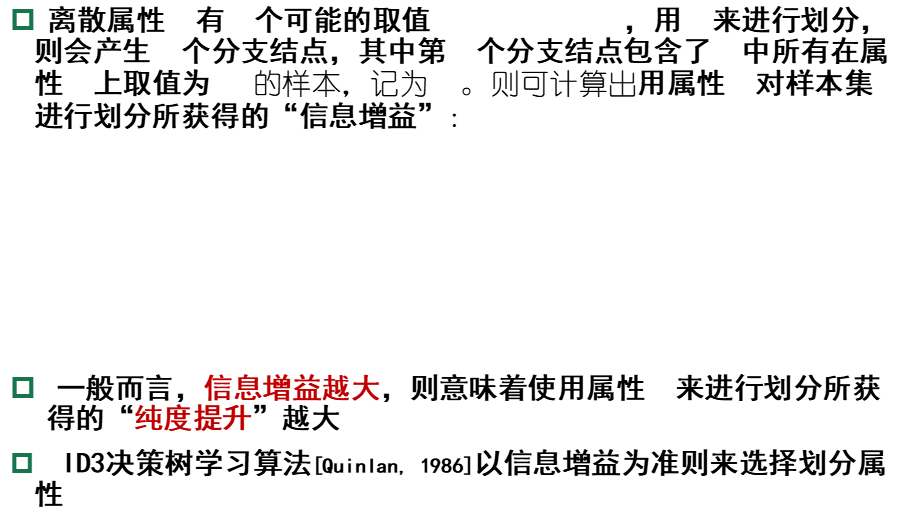 离散属性 有 个可能的取值 ,用 来进行划分,
则会产生 个分支结点,其中第 个分支结点包含了 中所有在属
性 上取值为 的样本,记为 。则可计算出用属性 对样本集
进行划分所获得的“信息增益”:
一般而言,信息增益越大,则意味着使用属性 来进行划分所获
得的“纯度提升”越大
ID3决策树学习算法[Quinlan, 1986]以信息增益为准则来选择划分属
性